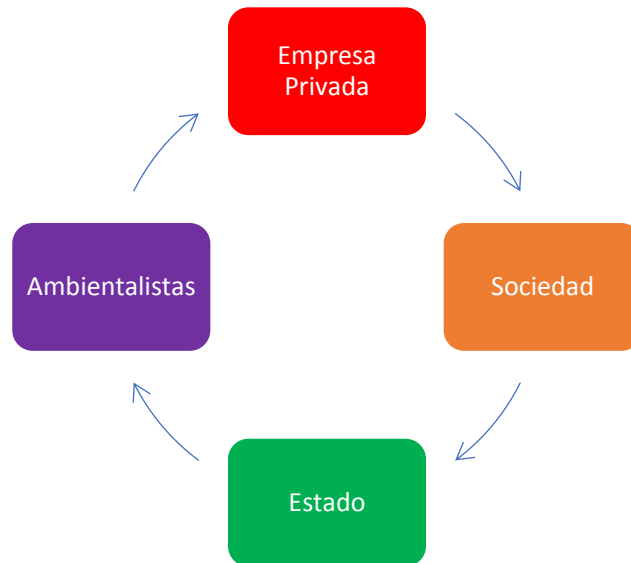 Empresa
Privada
Ambientalistas
Sociedad
Estado